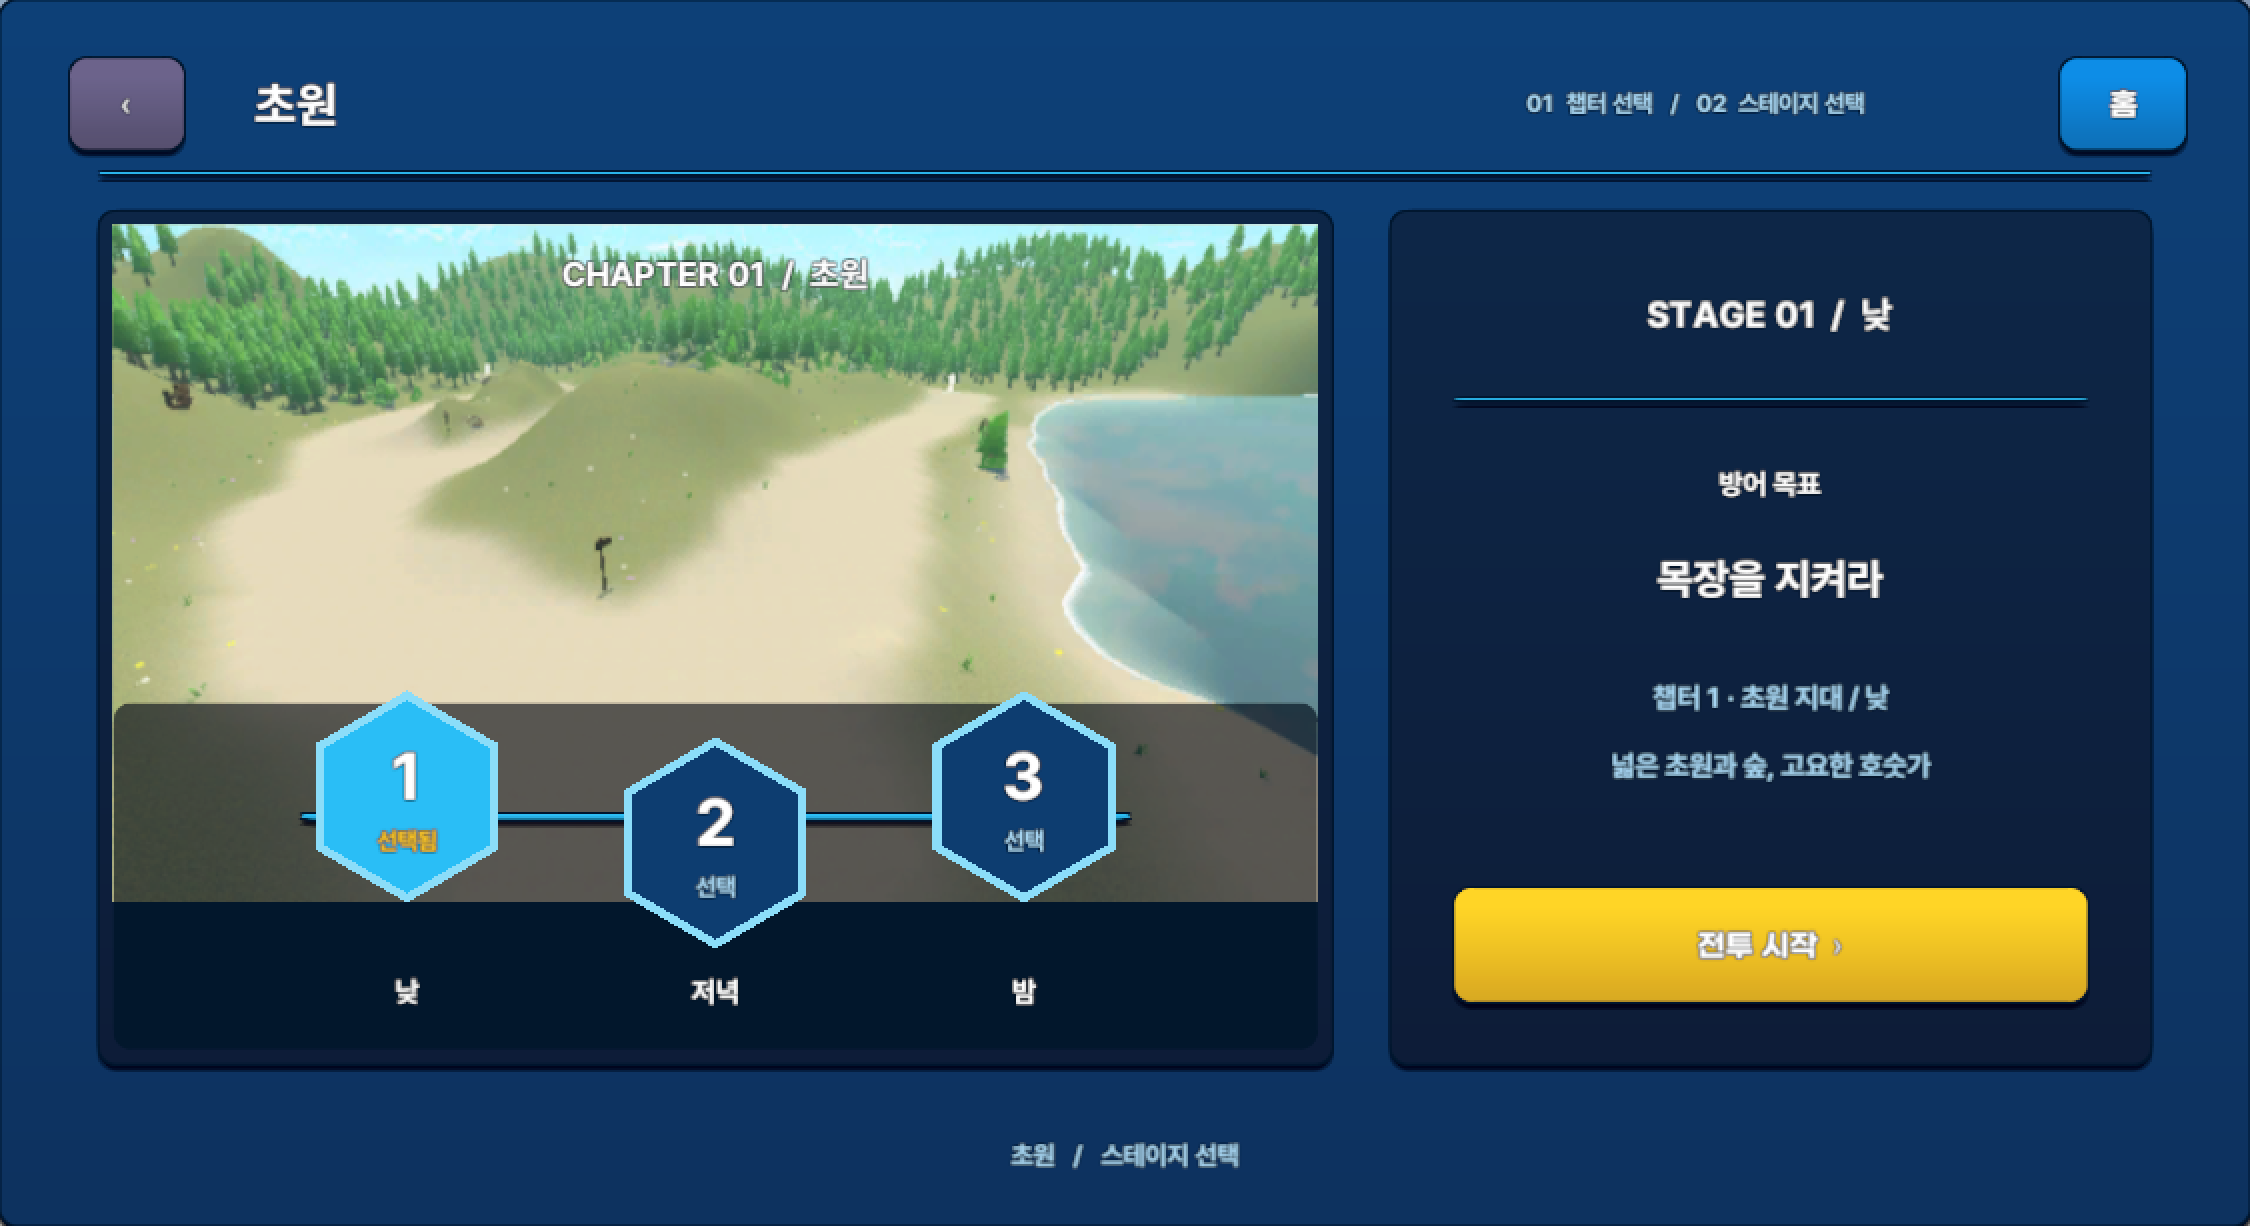 ‹
초원
01 챕터 선택 / 02 스테이지 선택
홈
CHAPTER 01 / 초원
1
선택됨
2
선택
3
선택
낮
저녁
밤
STAGE 01 / 낮
방어 목표
목장을 지켜라
챕터 1 · 초원 지대 / 낮
넓은 초원과 숲, 고요한 호숫가
전투 시작 ›
초원 / 스테이지 선택